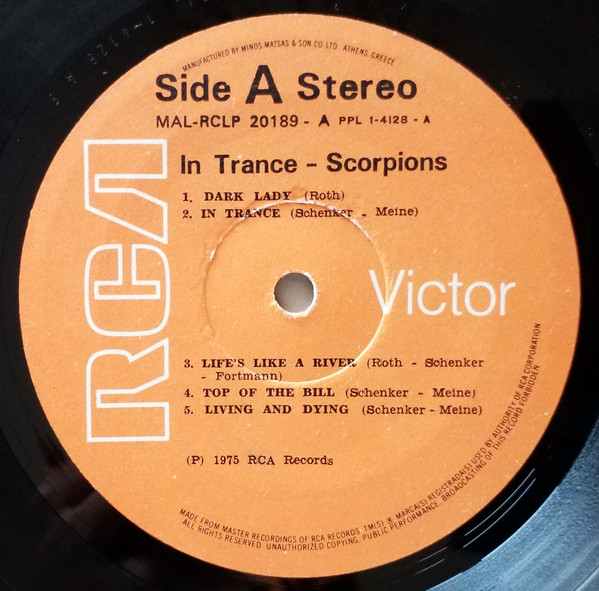 MANUFACTURED BY MINOS MATSAS & SON CO. LTD. ATHENS, GREECE
Side A Stereo
MAL-RCLP 20189 - A PPL 1-4128 - A
In Trance - Scorpions
1. DARK LADY (Roth)
2. IN TRANCE (Schenker - Meine)
RCA
Victor
3. LIFE'S LIKE A RIVER (Roth - Schenker
- Fortmann)
4. TOP OF THE BILL (Schenker - Meine)
5. LIVING AND DYING (Schenker - Meine)
(P) 1975 RCA Records
MADE FROM MASTER RECORDINGS OF RCA RECORDS TM(S) ® MARCA(S) REGISTRADA(S) USED BY AUTHORITY OF RCA CORPORATION
ALL RIGHTS RESERVED. UNAUTHORIZED COPYING, PUBLIC PERFORMANCE, BROADCASTING OF THIS RECORD FORBIDDEN